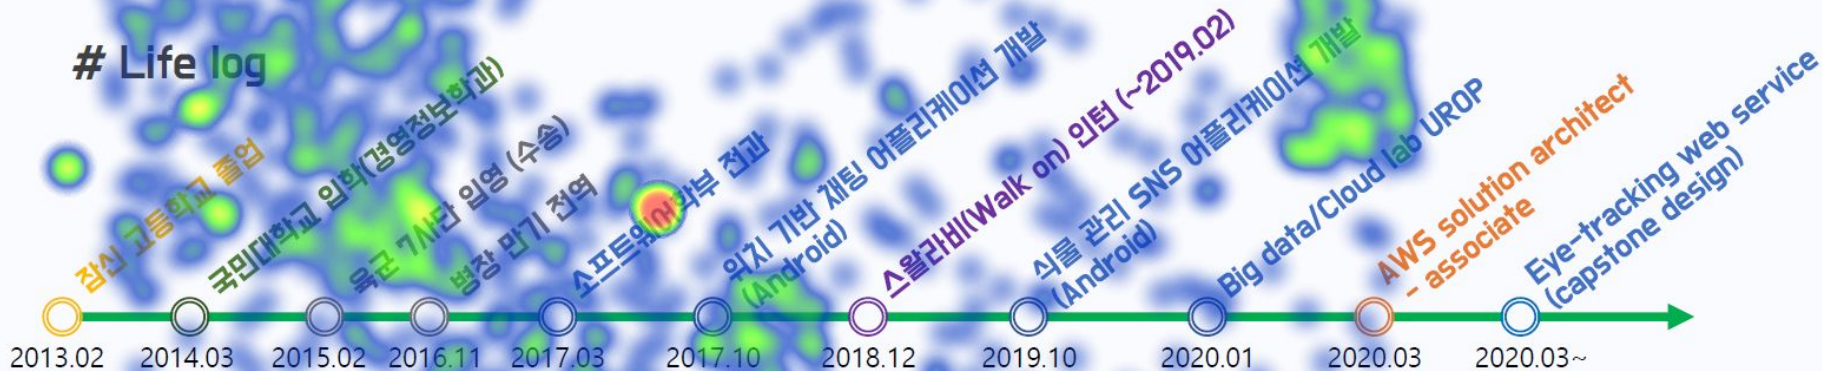 # Life log
잠신 고등학교 졸업
국민대학교 입학(경영정보학과)
육군 7사단 입영 (수송)
병장 만기 전역
소프트웨어학부 전과
위치 기반 채팅 어플리케이션 개발
(Android)
스왈라비(Walk on) 인턴 (~2019.02)
식물 관리 SNS 어플리케이션 개발
(Android)
Big data/Cloud lab UROP
AWS solution architect
- associate
Eye-tracking web service
(capstone design)
2013.02
2014.03
2015.02
2016.11
2017.03
2017.10
2018.12
2019.10
2020.01
2020.03
2020.03~